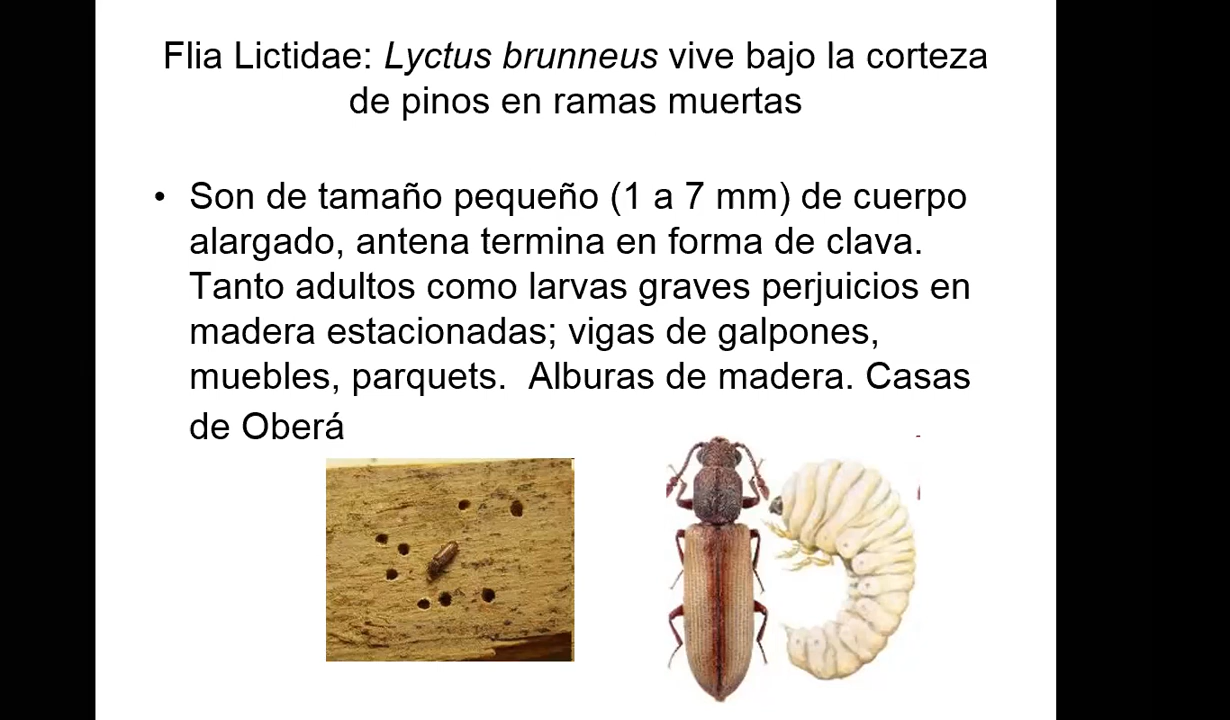 Flia Lictidae: Lyctus brunneus vive bajo la corteza
de pinos en ramas muertas
• Son de tamaño pequeño (1 a 7 mm) de cuerpo
alargado, antena termina en forma de clava.
Tanto adultos como larvas graves perjuicios en
madera estacionadas; vigas de galpones,
muebles, parquets.  Alburas de madera. Casas
de Oberá